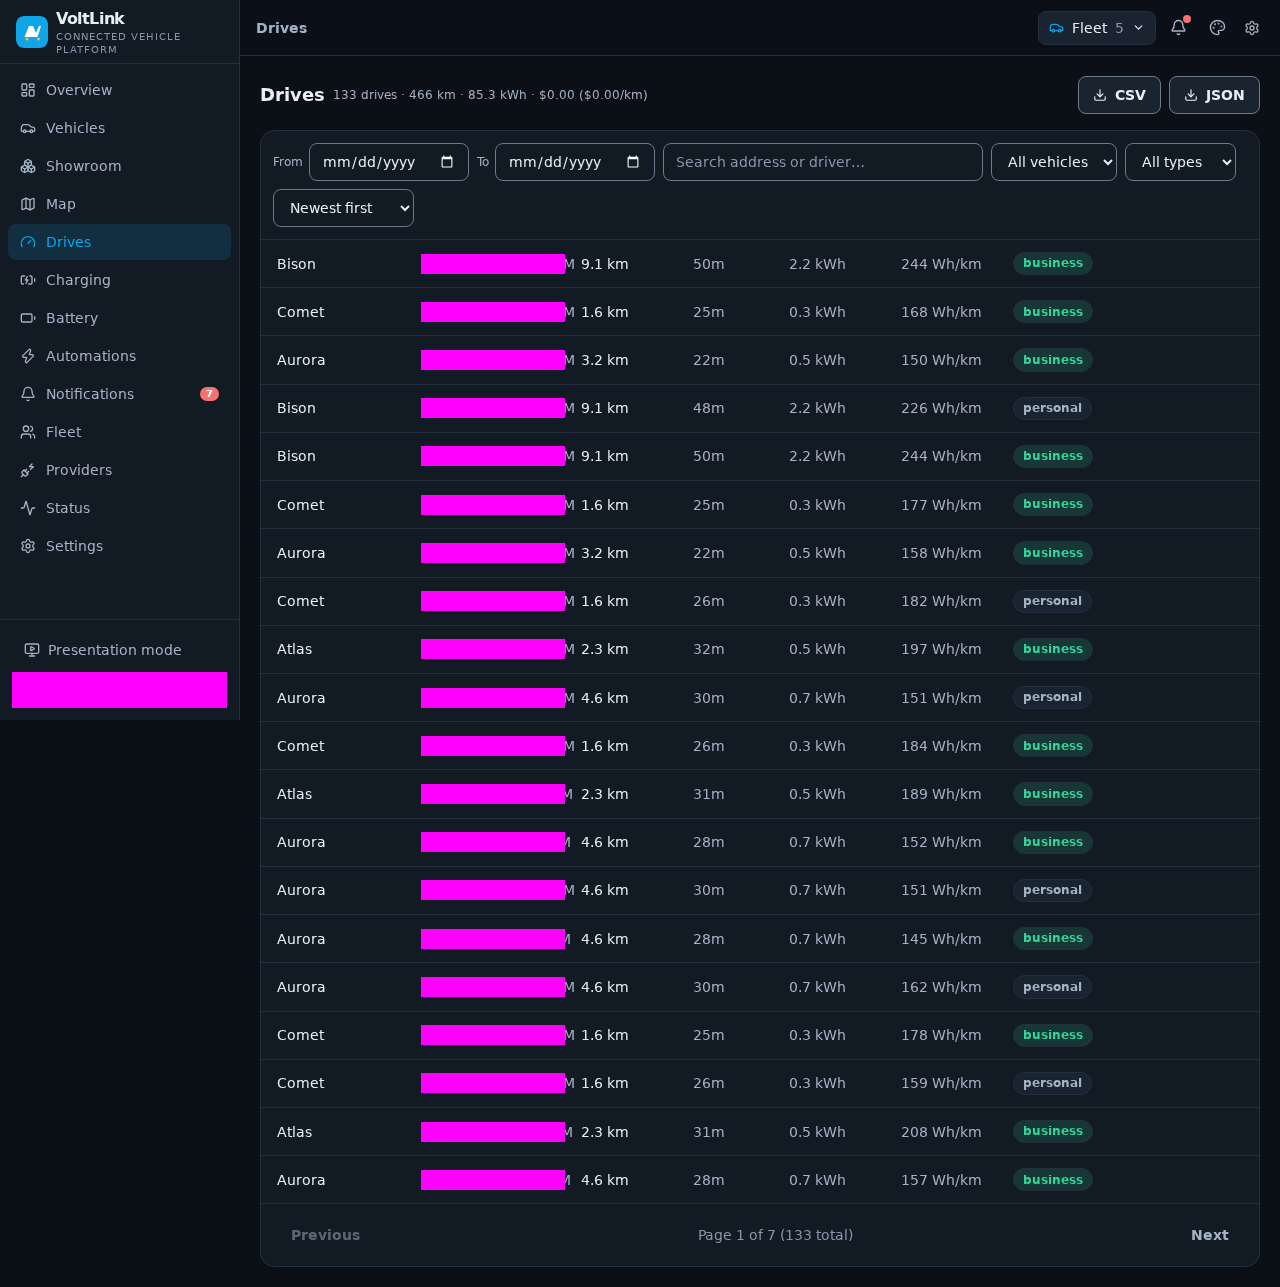 VoltLink
CONNECTED VEHICLE
PLATFORM
Overview
Vehicles
Showroom
Map
Drives
Charging
Battery
Automations
Notifications 7
Fleet
Providers
Status
Settings
Presentation mode
Drives
Fleet 5
Drives 133 drives · 466 km · 85.3 kWh · $0.00 ($0.00/km)
CSV JSON
From mm/dd/yyyy To mm/dd/yyyy Search address or driver... All vehicles All types
Newest first
Bison M 9.1 km 50m 2.2 kWh 244 Wh/km business
Comet M 1.6 km 25m 0.3 kWh 168 Wh/km business
Aurora M 3.2 km 22m 0.5 kWh 150 Wh/km business
Bison M 9.1 km 48m 2.2 kWh 226 Wh/km personal
Bison M 9.1 km 50m 2.2 kWh 244 Wh/km business
Comet M 1.6 km 25m 0.3 kWh 177 Wh/km business
Aurora M 3.2 km 22m 0.5 kWh 158 Wh/km business
Comet M 1.6 km 26m 0.3 kWh 182 Wh/km personal
Atlas M 2.3 km 32m 0.5 kWh 197 Wh/km business
Aurora M 4.6 km 30m 0.7 kWh 151 Wh/km personal
Comet M 1.6 km 26m 0.3 kWh 184 Wh/km business
Atlas M 2.3 km 31m 0.5 kWh 189 Wh/km business
Aurora M 4.6 km 28m 0.7 kWh 152 Wh/km business
Aurora M 4.6 km 30m 0.7 kWh 151 Wh/km personal
Aurora M 4.6 km 28m 0.7 kWh 145 Wh/km business
Aurora M 4.6 km 30m 0.7 kWh 162 Wh/km personal
Comet M 1.6 km 25m 0.3 kWh 178 Wh/km business
Comet M 1.6 km 26m 0.3 kWh 159 Wh/km personal
Atlas M 2.3 km 31m 0.5 kWh 208 Wh/km business
Aurora M 4.6 km 28m 0.7 kWh 157 Wh/km business
Previous Page 1 of 7 (133 total) Next